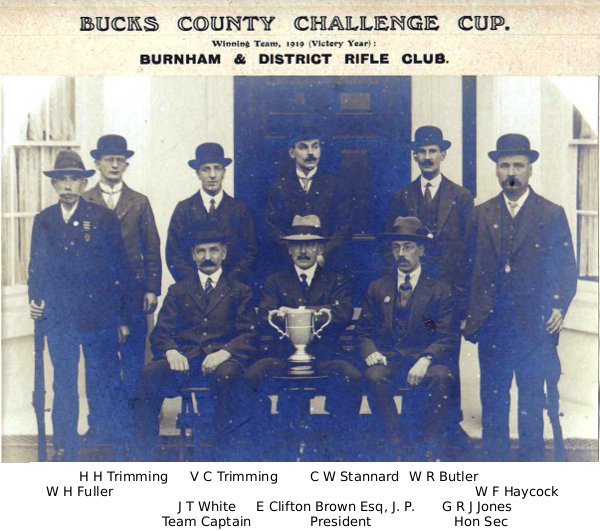 BUCKS COUNTY CHALLENGE CUP.
Winning Team, 1919 (Victory Year):
BURNHAM & DISTRICT RIFLE CLUB.
H H Trimming V C Trimming C W Stannard W R Butler
W H Fuller W F Haycock
J T White E Clifton Brown Esq, J. P. G R J Jones
Team Captain President Hon Sec